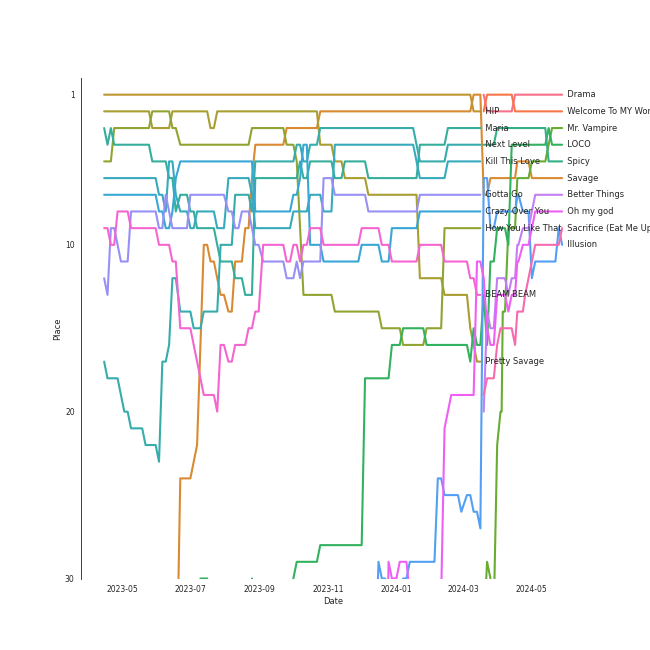 1
Drama
HIP
Welcome To MY Wor
Maria
Mr. Vampire
Next Level
LOCO
Kill This Love
Spicy
Savage
Gotta Go
Better Things
Crazy Over You
Oh my god
How You Like That
Sacrifice (Eat Me Up
10
Illusion
BEAM BEAM
Place
Pretty Savage
20
30
2023-05
2023-07
2023-09
2023-11
2024-01
2024-03
2024-05
Date